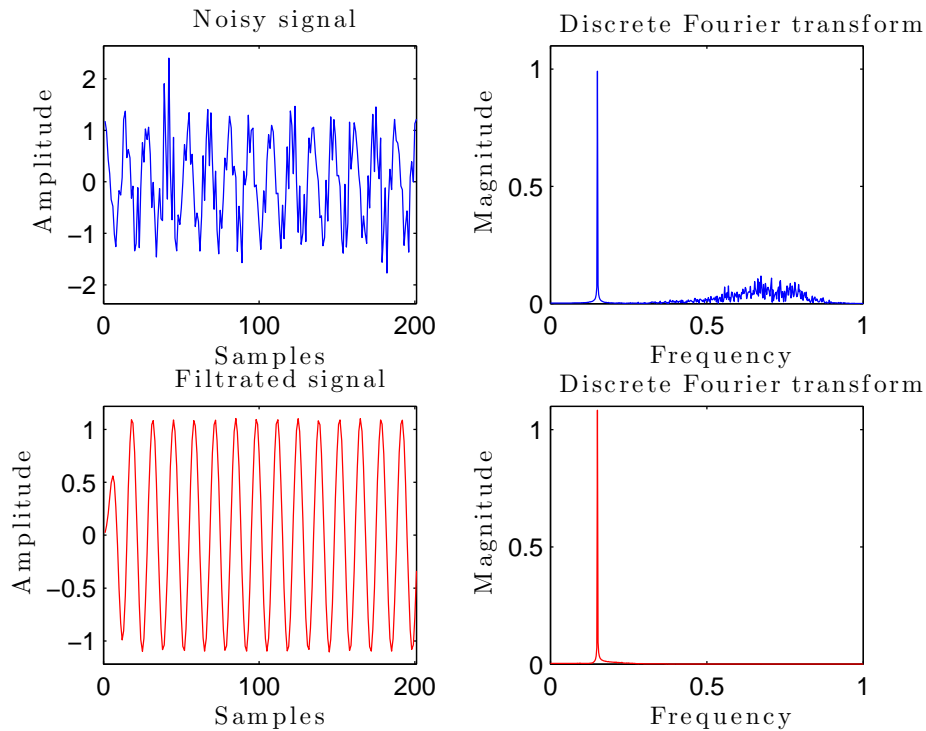 Noisy signal
Amplitude
2
1
0
−1
−2
0 100 200
Samples
Discrete Fourier transform
Magnitude
1
0.5
0
0 0.5 1
Frequency
Filtrated signal
Amplitude
1
0.5
0
−0.5
−1
0 100 200
Samples
Discrete Fourier transform
Magnitude
1
0.5
0
0 0.5 1
Frequency